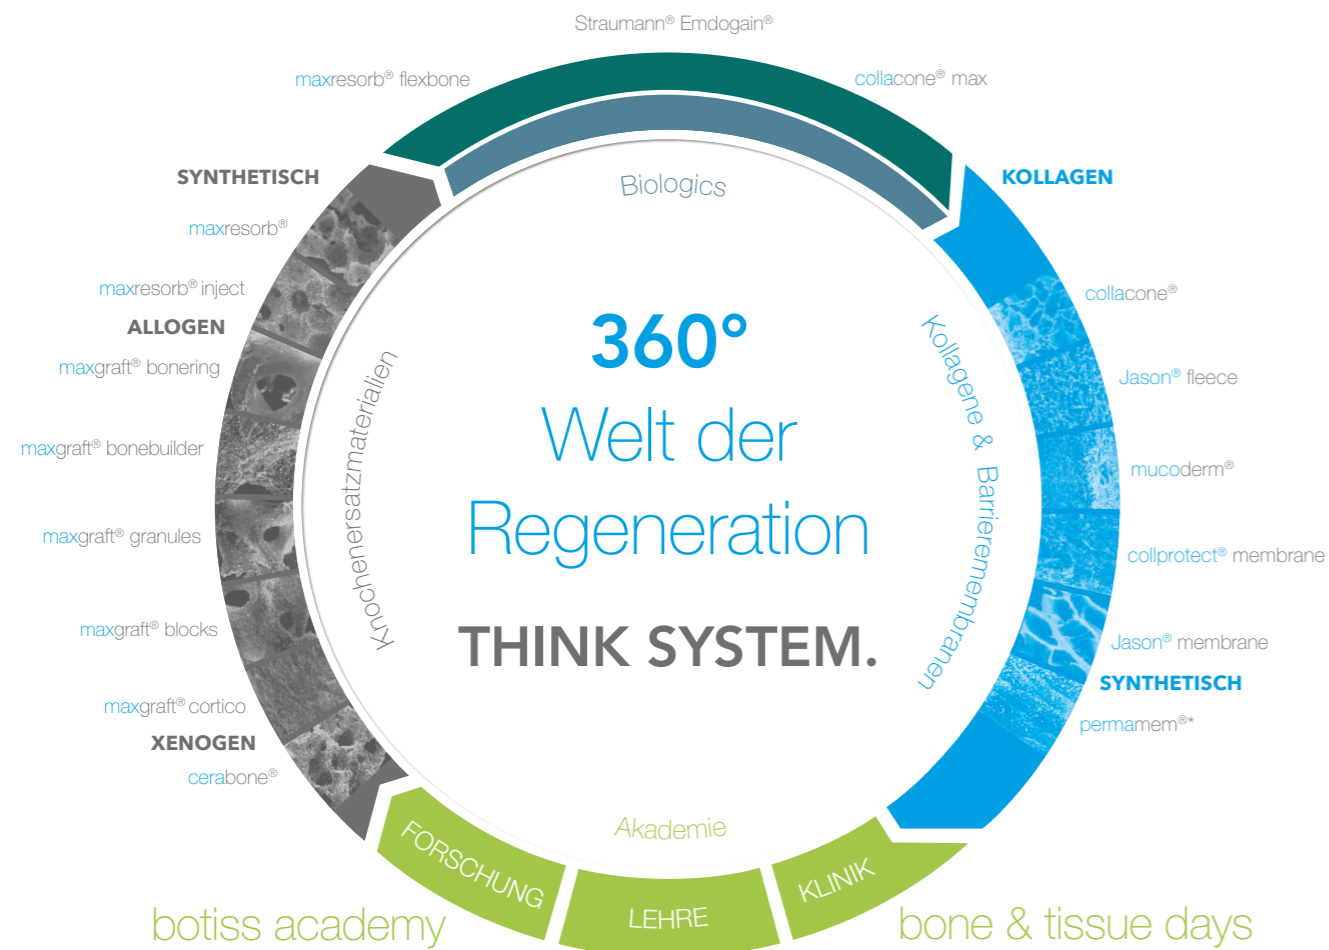 Straumann® Emdogain®
maxresorb® flexbone
collacone® max
Biologics
SYNTHETISCH
maxresorb®
maxresorb® inject
ALLOGEN
maxgraft® bonering
maxgraft® bonebuilder
maxgraft® granules
maxgraft® blocks
maxgraft® cortico
XENOGEN
cerabone®
Knochenersatzmaterialien
360°
Welt der
Regeneration
THINK SYSTEM.
Kollagene & Barrieremembranen
KOLLAGEN
collacone®
Jason® fleece
mucoderm®
collprotect® membrane
Jason® membrane
SYNTHETISCH
permamem®*
Akademie
FORSCHUNG
LEHRE
KLINIK
botiss academy
bone & tissue days